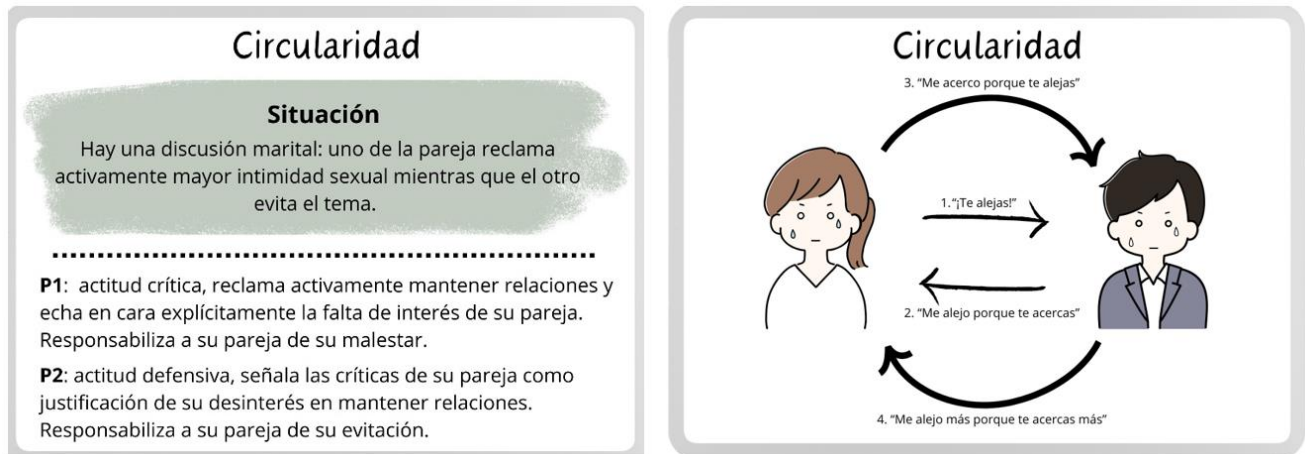 Circularidad
Situación
Hay una discusión marital: uno de la pareja reclama
activamente mayor intimidad sexual mientras que el otro
evita el tema.
P1: actitud crítica, reclama activamente mantener relaciones y
echa en cara explícitamente la falta de interés de su pareja.
Responsabiliza a su pareja de su malestar.
P2: actitud defensiva, señala las críticas de su pareja como
justificación de su desinterés en mantener relaciones.
Responsabiliza a su pareja de su evitación.
Circularidad
3. “Me acerco porque te alejas”
1.“¡Te alejas!”
2. “Me alejo porque te acercas”
4. “Me alejo más porque te acercas más”